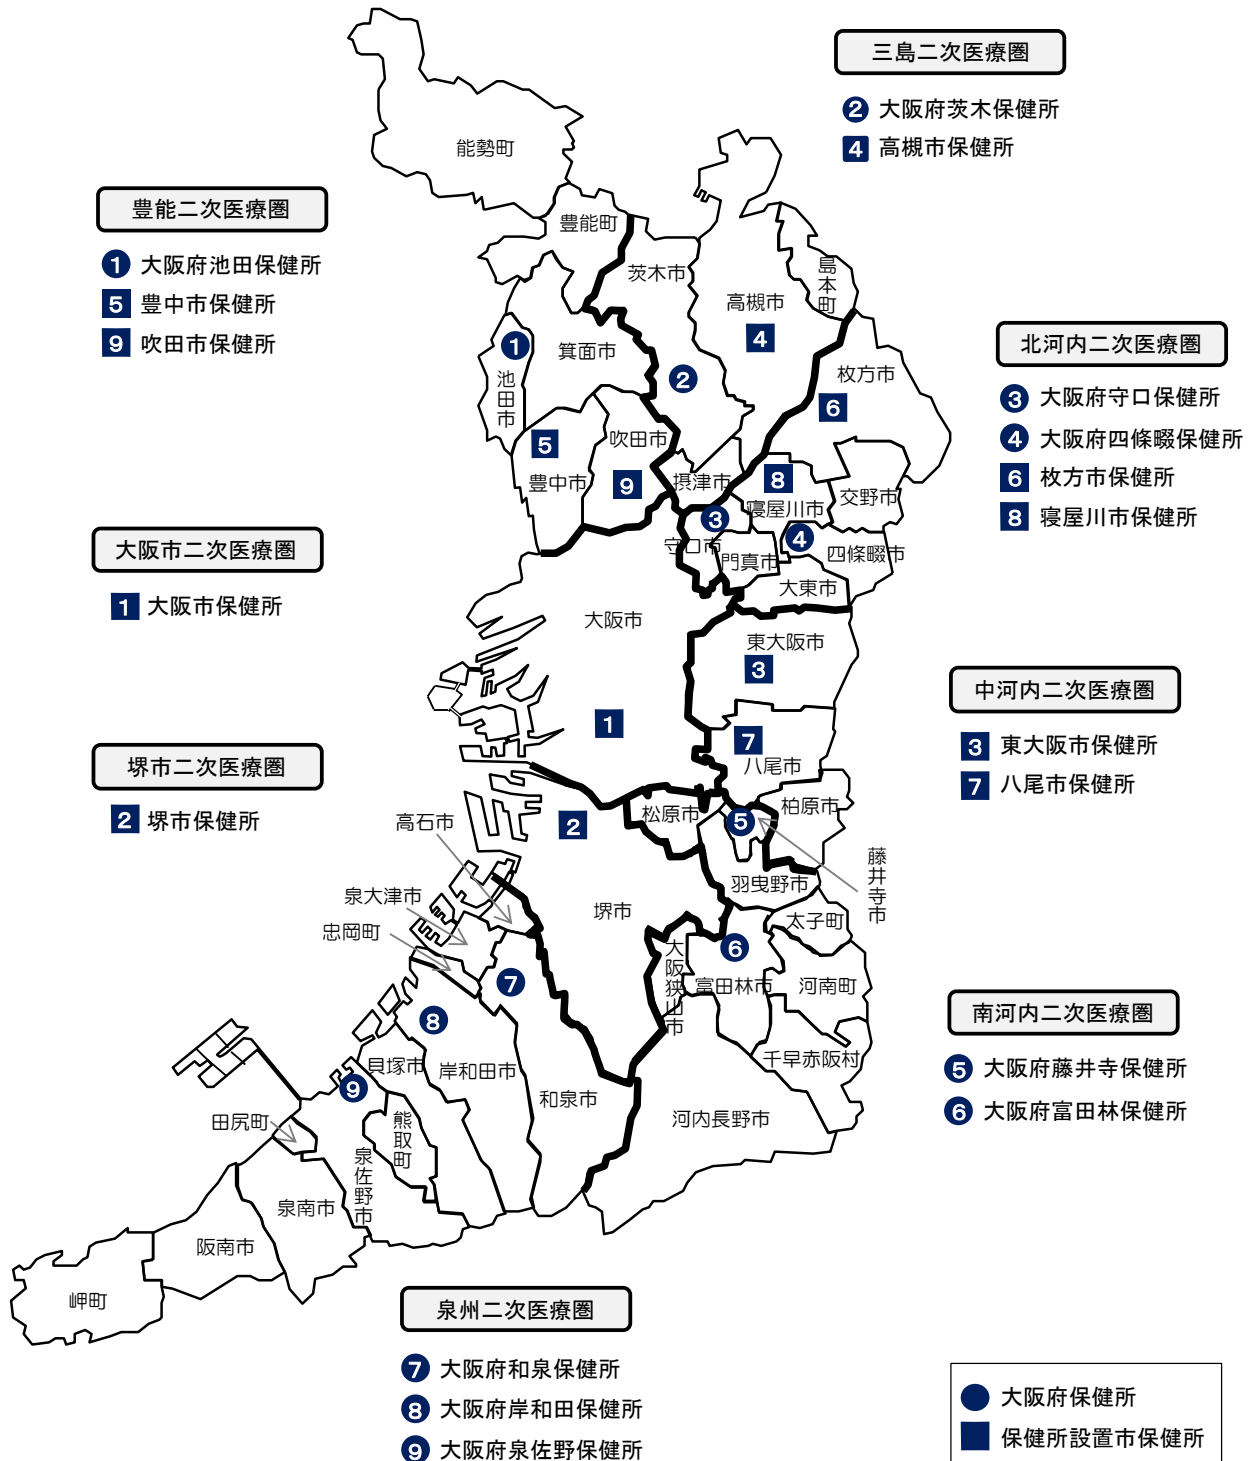 三島二次医療圏
2 大阪府茨木保健所
4 高槻市保健所
豊能二次医療圏
1 大阪府池田保健所
5 豊中市保健所
9 吹田市保健所
北河内二次医療圏
3 大阪府守口保健所
4 大阪府四條畷保健所
6 枚方市保健所
8 寝屋川市保健所
大阪市二次医療圏
1 大阪市保健所
中河内二次医療圏
3 東大阪市保健所
7 八尾市保健所
堺市二次医療圏
2 堺市保健所
南河内二次医療圏
5 大阪府藤井寺保健所
6 大阪府富田林保健所
泉州二次医療圏
7 大阪府和泉保健所
8 大阪府岸和田保健所
9 大阪府泉佐野保健所
大阪府保健所
保健所設置市保健所
能勢町
豊能町
茨木市
島本町
高槻市
4
箕面市
1
池田市
2
枚方市
6
吹田市
5
豊中市
9
摂津市
8
寝屋川市
交野市
3
守口市
門真市
4
四條畷市
大東市
大阪市
1
東大阪市
3
7
八尾市
柏原市
松原市
5
藤井寺市
羽曳野市
2
堺市
高石市
泉大津市
忠岡町
太子町
6
富田林市
大阪狭山市
河南町
千早赤阪村
河内長野市
7
和泉市
8
岸和田市
貝塚市
9
熊取町
田尻町
泉佐野市
泉南市
阪南市
岬町